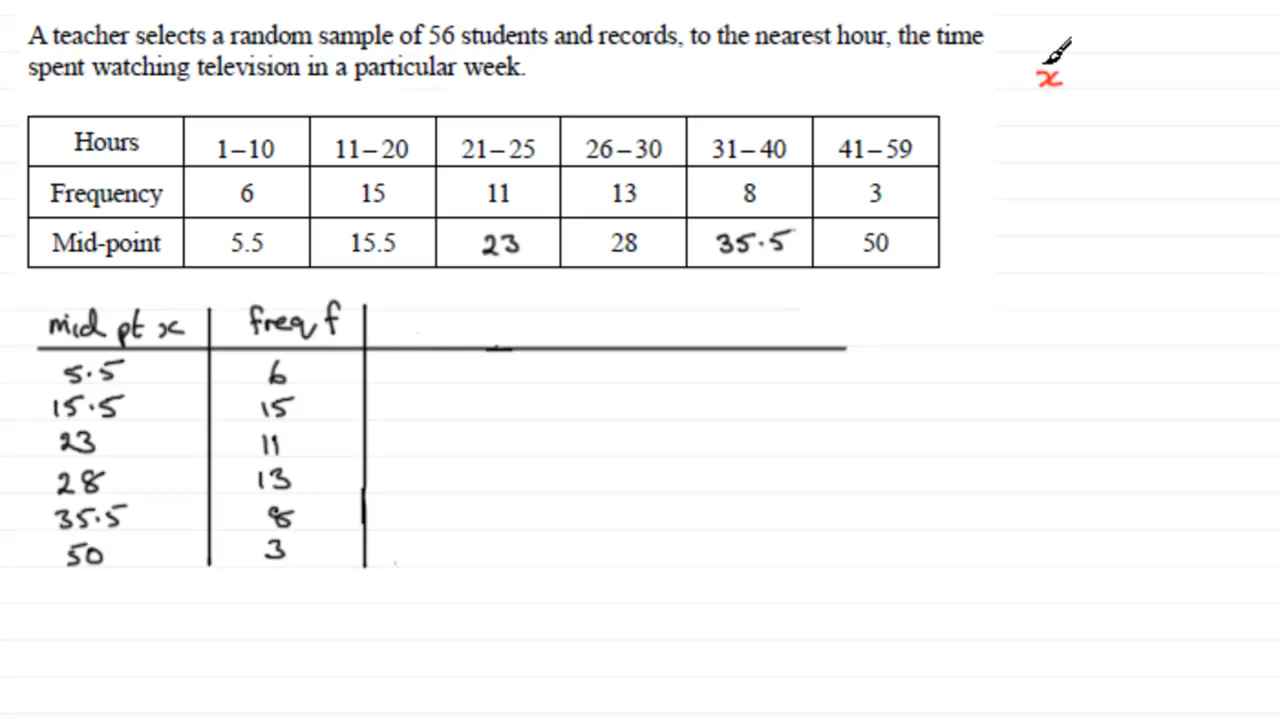 A teacher selects a random sample of 56 students and records, to the nearest hour, the time
spent watching television in a particular week.
x
Hours 1–10 11–20 21–25 26–30 31–40 41–59
Frequency 6 15 11 13 8 3
Mid-point 5.5 15.5 23 28 35.5 50
mid pt x freq f
5.5 6
15.5 15
23 11
28 13
35.5 8
50 3